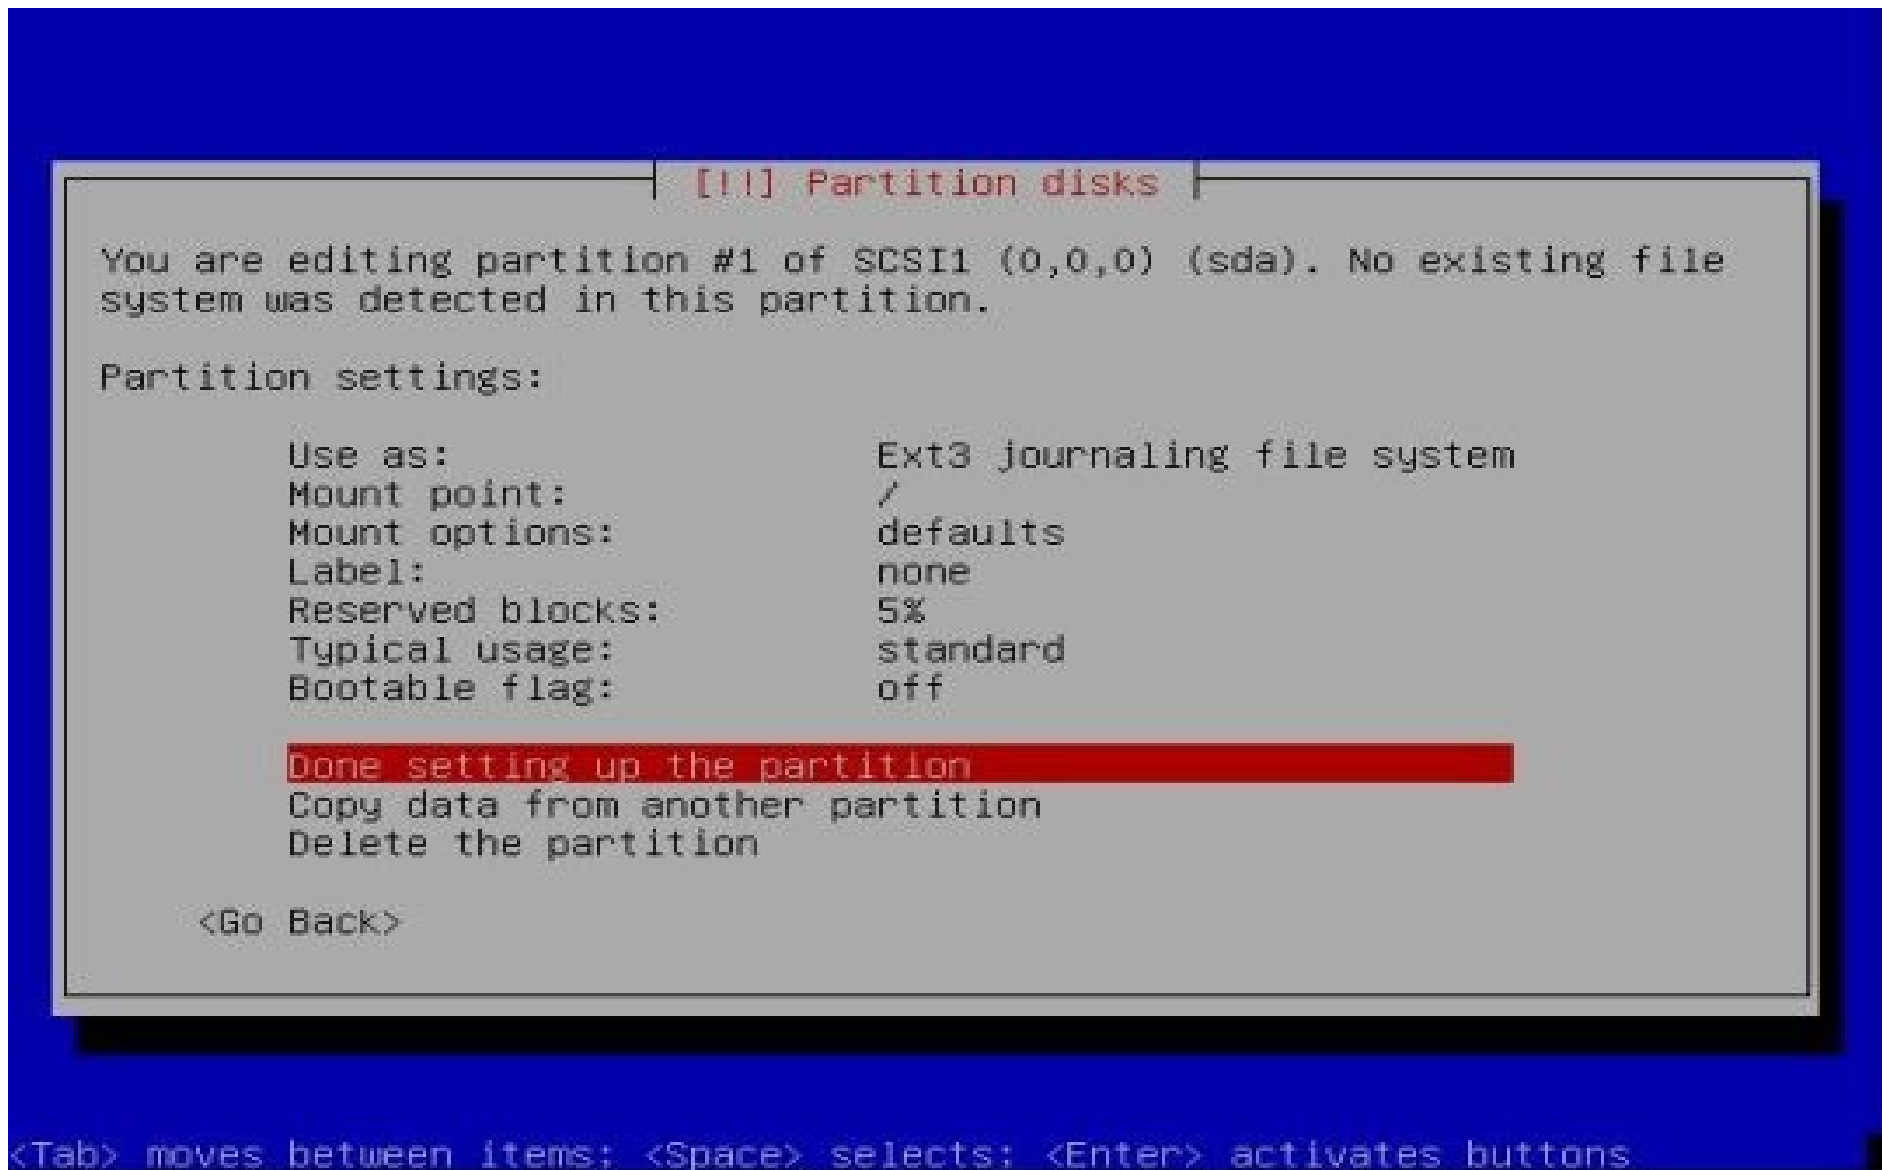 [!!] Partition disks
You are editing partition #1 of SCSI1 (0,0,0) (sda). No existing file
system was detected in this partition.
Partition settings:
Use as: Ext3 journaling file system
Mount point: /
Mount options: defaults
Label: none
Reserved blocks: 5%
Typical usage: standard
Bootable flag: off
Done setting up the partition
Copy data from another partition
Delete the partition
<Go Back>
<Tab> moves between items; <Space> selects; <Enter> activates buttons